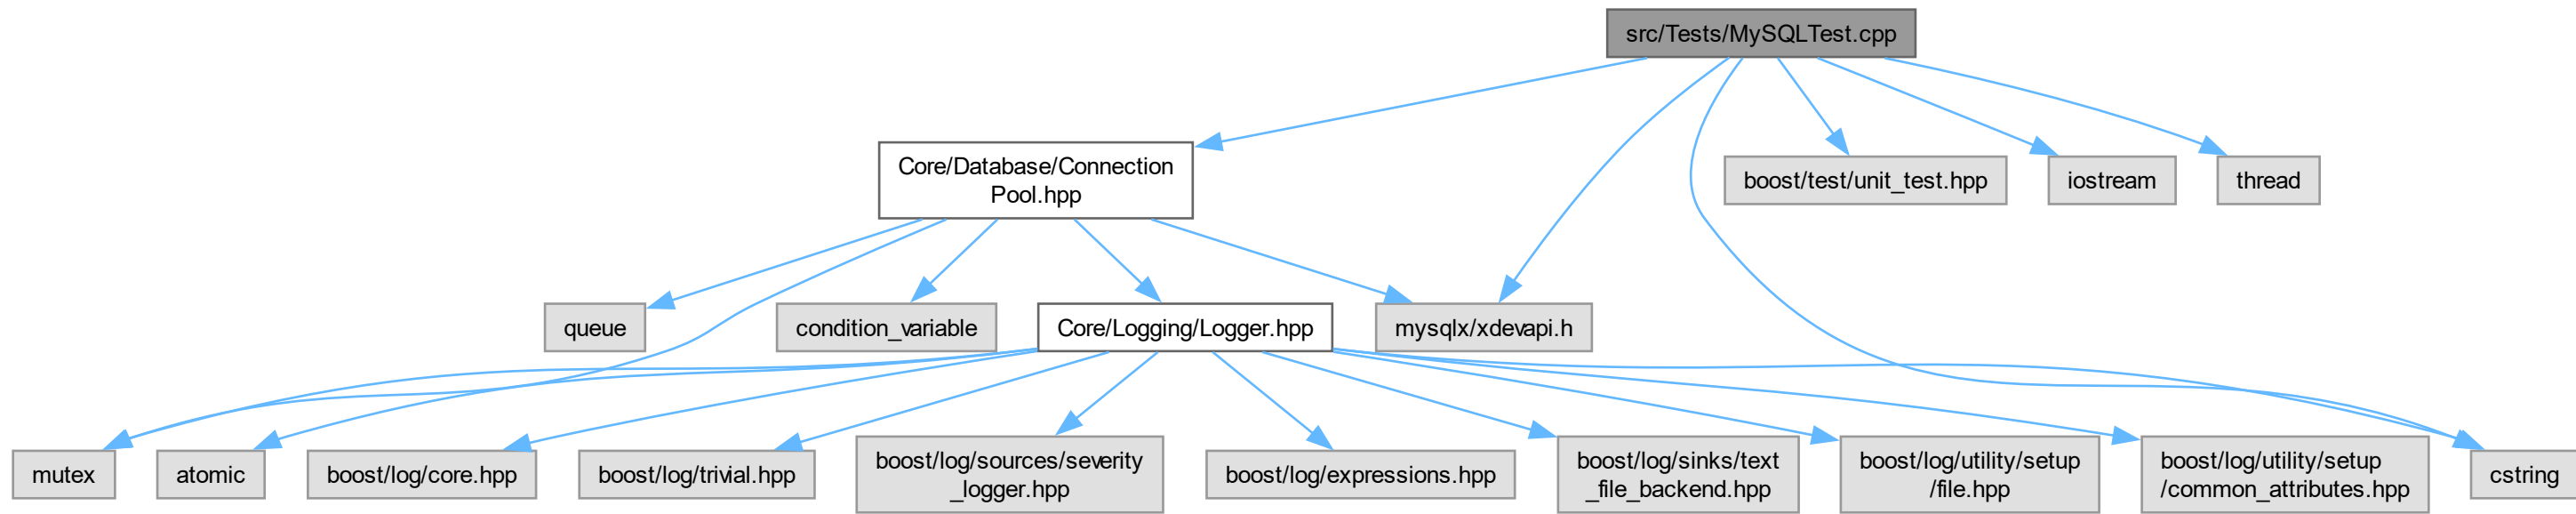 src/Tests/MySQLTest.cpp
Core/Database/Connection
Pool.hpp
boost/test/unit_test.hpp
iostream
thread
queue
condition_variable
Core/Logging/Logger.hpp
mysqlx/xdevapi.h
mutex
atomic
boost/log/core.hpp
boost/log/trivial.hpp
boost/log/sources/severity
_logger.hpp
boost/log/expressions.hpp
boost/log/sinks/text
_file_backend.hpp
boost/log/utility/setup
/file.hpp
boost/log/utility/setup
/common_attributes.hpp
cstring